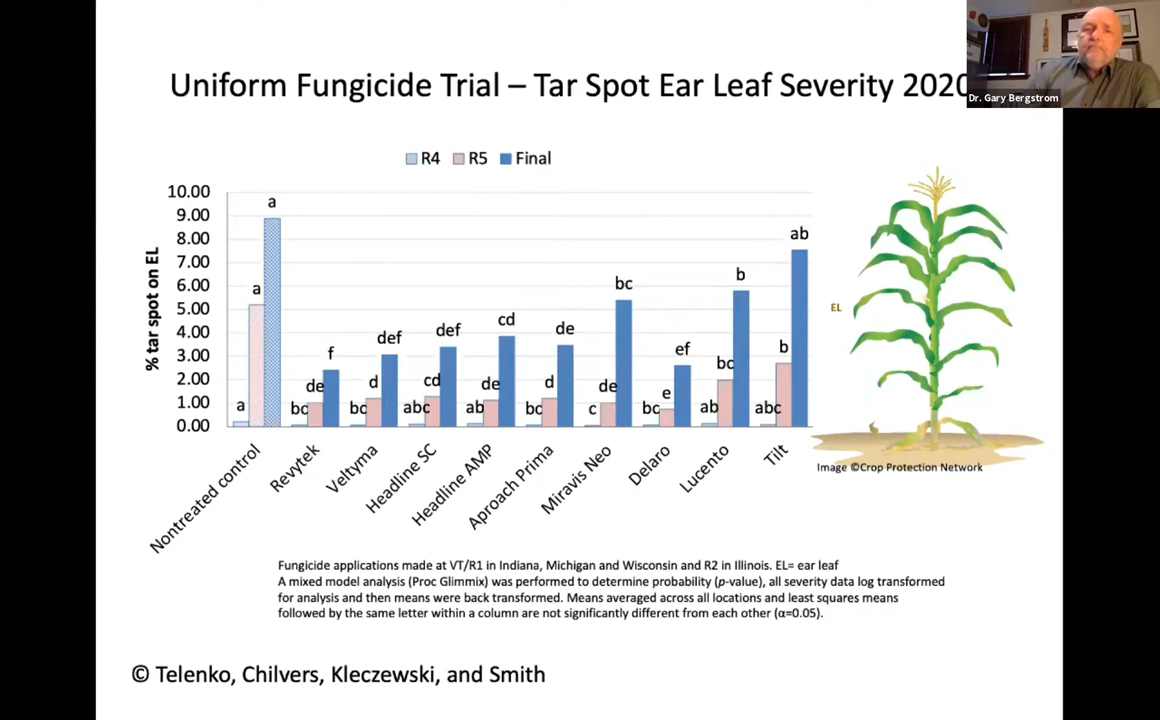 Uniform Fungicide Trial – Tar Spot Ear Leaf Severity 2020
Dr. Gary Bergstrom
R4 R5 Final
% tar spot on EL
10.00
9.00
8.00
7.00
6.00
5.00
4.00
3.00
2.00
1.00
0.00
a a a
bc de f
bc d def
abc cd def
ab de cd
bc d de
c de bc
bc e ef
ab bc b
abc b ab
Nontreated control
Revytek
Veltyma
Headline SC
Headline AMP
Aproach Prima
Miravis Neo
Delaro
Lucento
Tilt
EL
Image ©Crop Protection Network
Fungicide applications made at VT/R1 in Indiana, Michigan and Wisconsin and R2 in Illinois. EL= ear leaf
A mixed model analysis (Proc Glimmix) was performed to determine probability (p-value), all severity data log transformed
for analysis and then means were back transformed. Means averaged across all locations and least squares means
followed by the same letter within a column are not significantly different from each other (α=0.05).
© Telenko, Chilvers, Kleczewski, and Smith